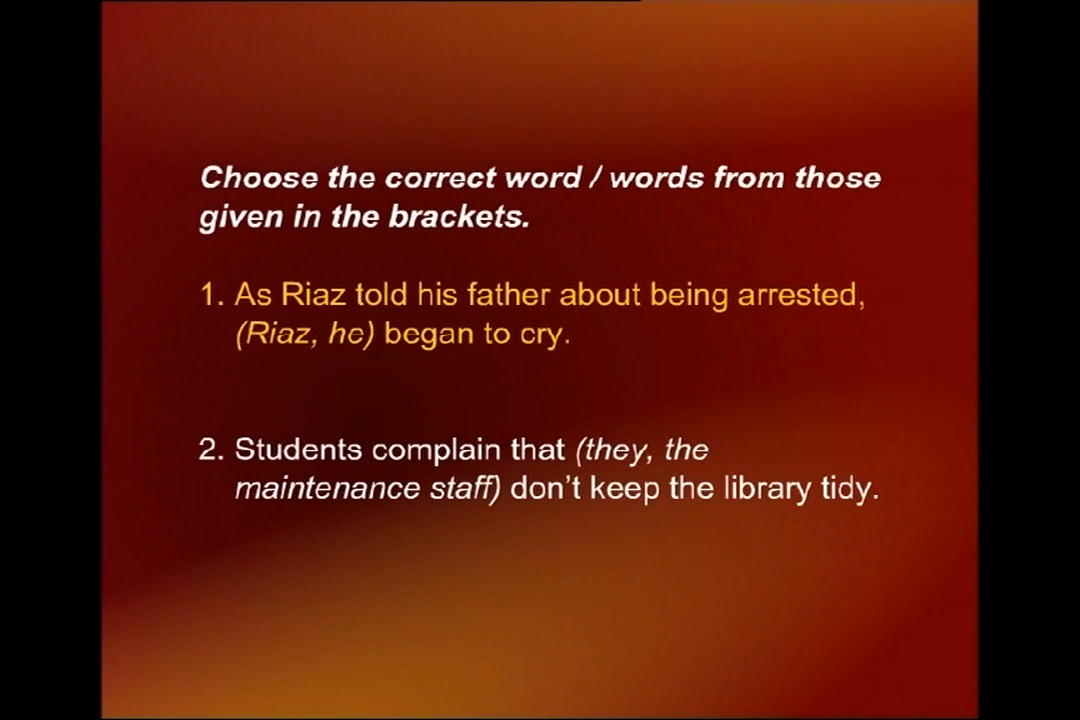 Choose the correct word / words from those
given in the brackets.
1. As Riaz told his father about being arrested,
(Riaz, he) began to cry.
2. Students complain that (they, the
maintenance staff) don't keep the library tidy.